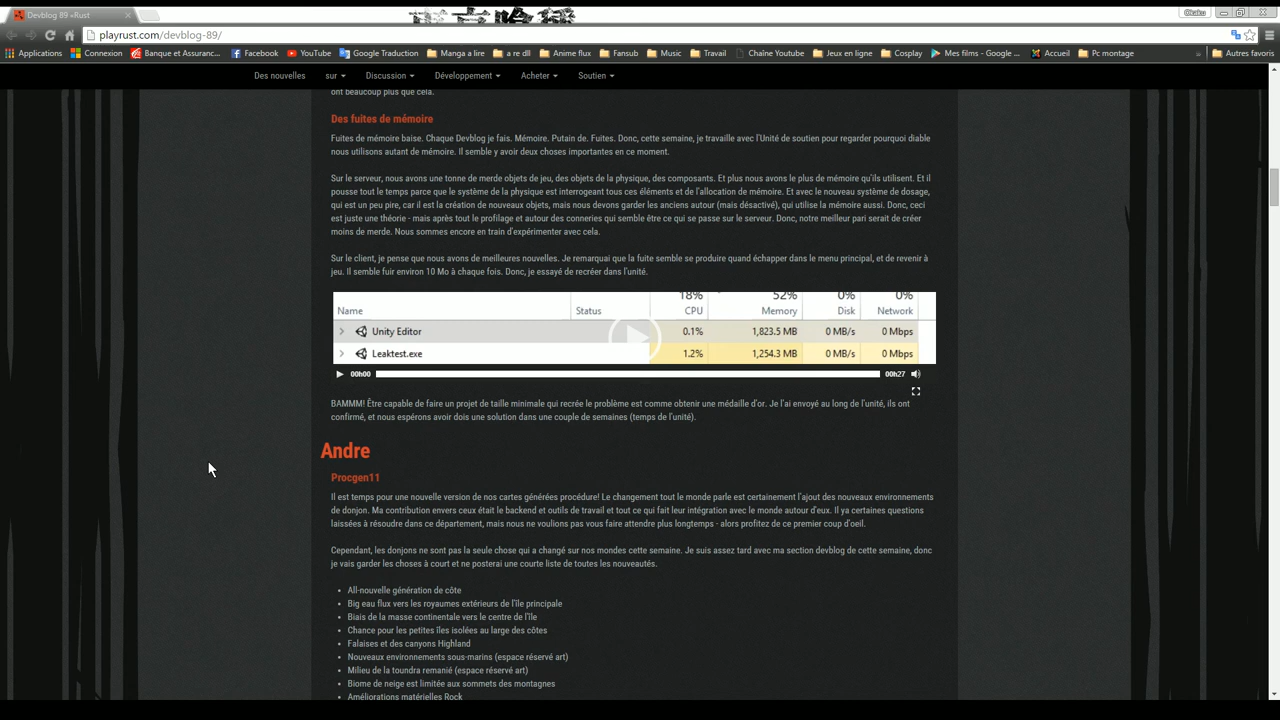 Devblog 89 «Rust
Okaku
playrust.com/devblog-89/
Applications
Connexion
Banque et Assuranc...
Facebook
YouTube
Google Traduction
Manga a lire
a re dl
Anime flux
Fansub
Music
Travail
Chaîne Youtube
Jeux en ligne
Cosplay
Mes films - Google ...
Accueil
Pc montage
Autres favoris
Des nouvelles
sur
Discussion
Développement
Acheter
Soutien
ont beaucoup plus que cela.
Des fuites de mémoire
Fuites de mémoire baise. Chaque Devblog je fais. Mémoire. Putain de. Fuites. Donc, cette semaine, je travaille avec l'Unité de soutien pour regarder pourquoi diable
nous utilisons autant de mémoire. Il semble y avoir deux choses importantes en ce moment.
Sur le serveur, nous avons une tonne de merde objets de jeu, des objets de la physique, des composants. Et plus nous avons le plus de mémoire qu'ils utilisent. Et il
pousse tout le temps parce que le système de la physique est interrogeant tous ces éléments et de l'allocation de mémoire. Et avec le nouveau système de dosage,
qui est un peu pire, car il est la création de nouveaux objets, mais nous devons garder les anciens autour (mais désactivé), qui utilise la mémoire aussi. Donc, ceci
est juste une théorie - mais après tout le profilage et autour des conneries qui semble être ce qui se passe sur le serveur. Donc, notre meilleur pari serait de créer
moins de merde. Nous sommes encore en train d'expérimenter avec cela.
Sur le client, je pense que nous avons de meilleures nouvelles. Je remarquai que la fuite semble se produire quand échapper dans le menu principal, et de revenir à
jeu. Il semble fuir environ 10 Mo à chaque fois. Donc, je essayé de recréer dans l'unité.
18% 52% 0% 0%
Name Status CPU Memory Disk Network
Unity Editor 0.1% 1,823.5 MB 0 MB/s 0 Mbps
Leaktest.exe 1.2% 1,254.3 MB 0 MB/s 0 Mbps
00h00 00h27
BAMMM! Être capable de faire un projet de taille minimale qui recrée le problème est comme obtenir une médaille d'or. Je l'ai envoyé au long de l'unité, ils ont
confirmé, et nous espérons avoir dois une solution dans une couple de semaines (temps de l'unité).
Andre
Procgen11
Il est temps pour une nouvelle version de nos cartes générées procédure! Le changement tout le monde parle est certainement l'ajout des nouveaux environnements
de donjon. Ma contribution envers ceux était le backend et outils de travail et tout ce qui fait leur intégration avec le monde autour d'eux. Il ya certaines questions
laissées à résoudre dans ce département, mais nous ne voulions pas vous faire attendre plus longtemps - alors profitez de ce premier coup d'oeil.
Cependant, les donjons ne sont pas la seule chose qui a changé sur nos mondes cette semaine. Je suis assez tard avec ma section devblog de cette semaine, donc
je vais garder les choses à court et ne posterai une courte liste de toutes les nouveautés.
• All-nouvelle génération de côte
• Big eau flux vers les royaumes extérieurs de l'île principale
• Biais de la masse continentale vers le centre de l'île
• Chance pour les petites îles isolées au large des côtes
• Falaises et des canyons Highland
• Nouveaux environnements sous-marins (espace réservé art)
• Milieu de la toundra remanié (espace réservé art)
• Biome de neige est limitée aux sommets des montagnes
• Améliorations matérielles Rock